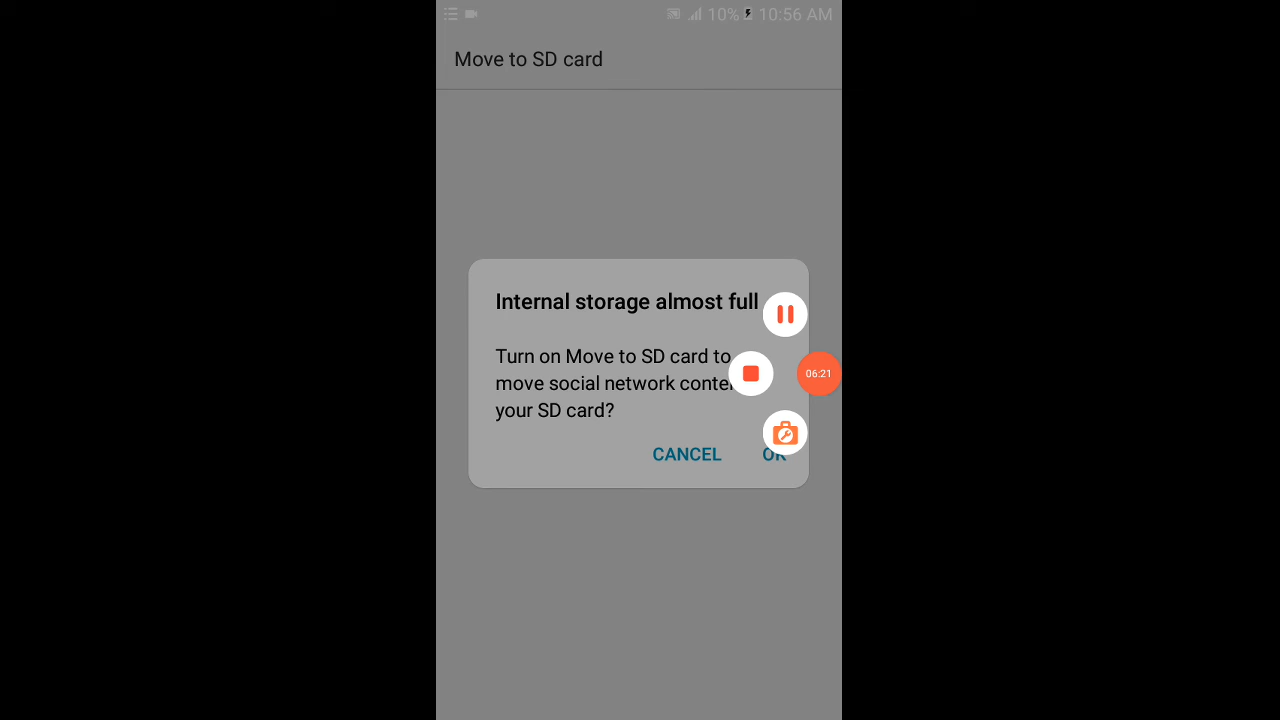 10% 10:56 AM
Move to SD card
Internal storage almost full
Turn on Move to SD card to
move social network
your SD card?
06:21
CANCEL OK